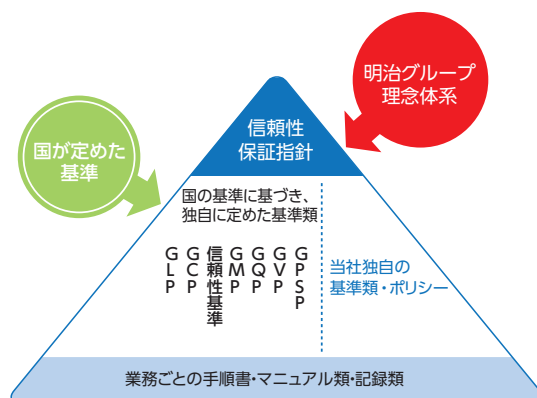 明治グループ
理念体系
国が定めた
基準
信頼性
保証指針
国の基準に基づき、
独自に定めた基準類
GLP
GCP
信頼性基準
GMP
GQP
GVP
GPSP
当社独自の
基準類・ポリシー
業務ごとの手順書・マニュアル類・記録類